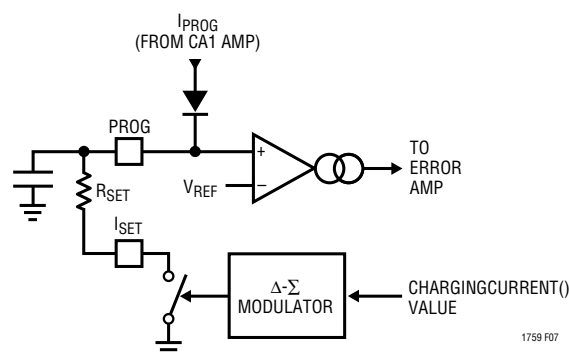 IPROG
(FROM CA1 AMP)
PROG
+
–
VREF
TO
ERROR
AMP
RSET
ISET
Δ-Σ
MODULATOR
CHARGINGCURRENT()
VALUE
1759 F07